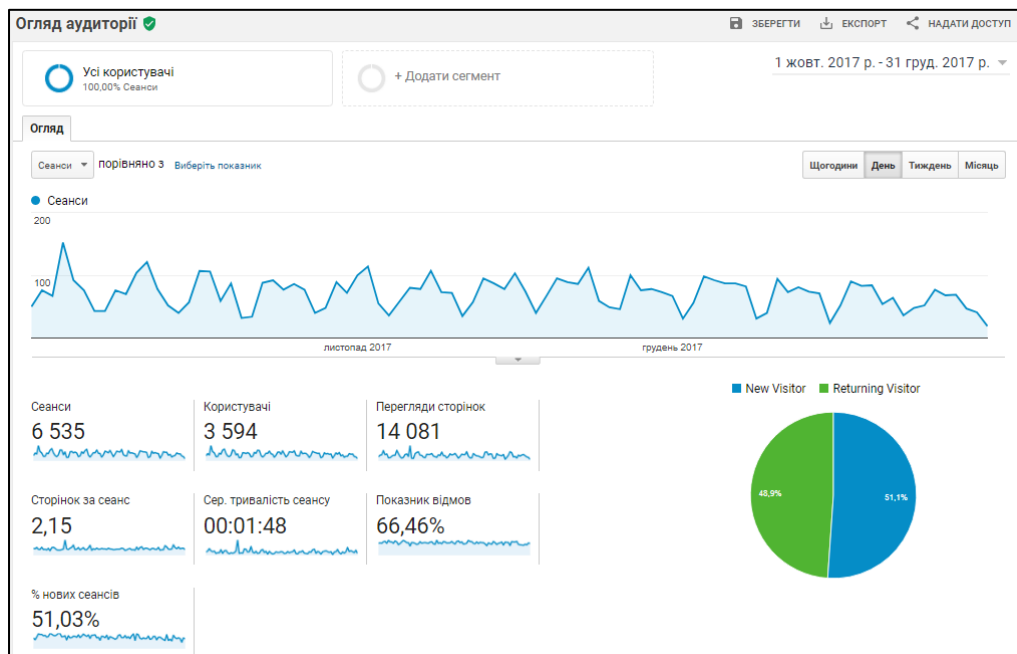 Огляд аудиторії
ЗБЕРЕГТИ ЕКСПОРТ НАДАТИ ДОСТУП
Усі користувачі
100,00% Сеанси
+ Додати сегмент
1 жовт. 2017 р. - 31 груд. 2017 р.
Огляд
Сеанси порівняно з Виберіть показник
Щогодини День Тиждень Місяць
Сеанси
200
100
листопад 2017 грудень 2017
New Visitor Returning Visitor
Сеанси
6 535
Користувачі
3 594
Перегляди сторінок
14 081
Сторінок за сеанс
2,15
Сер. тривалість сеансу
00:01:48
Показник відмов
66,46%
% нових сеансів
51,03%
48,9%
51,1%